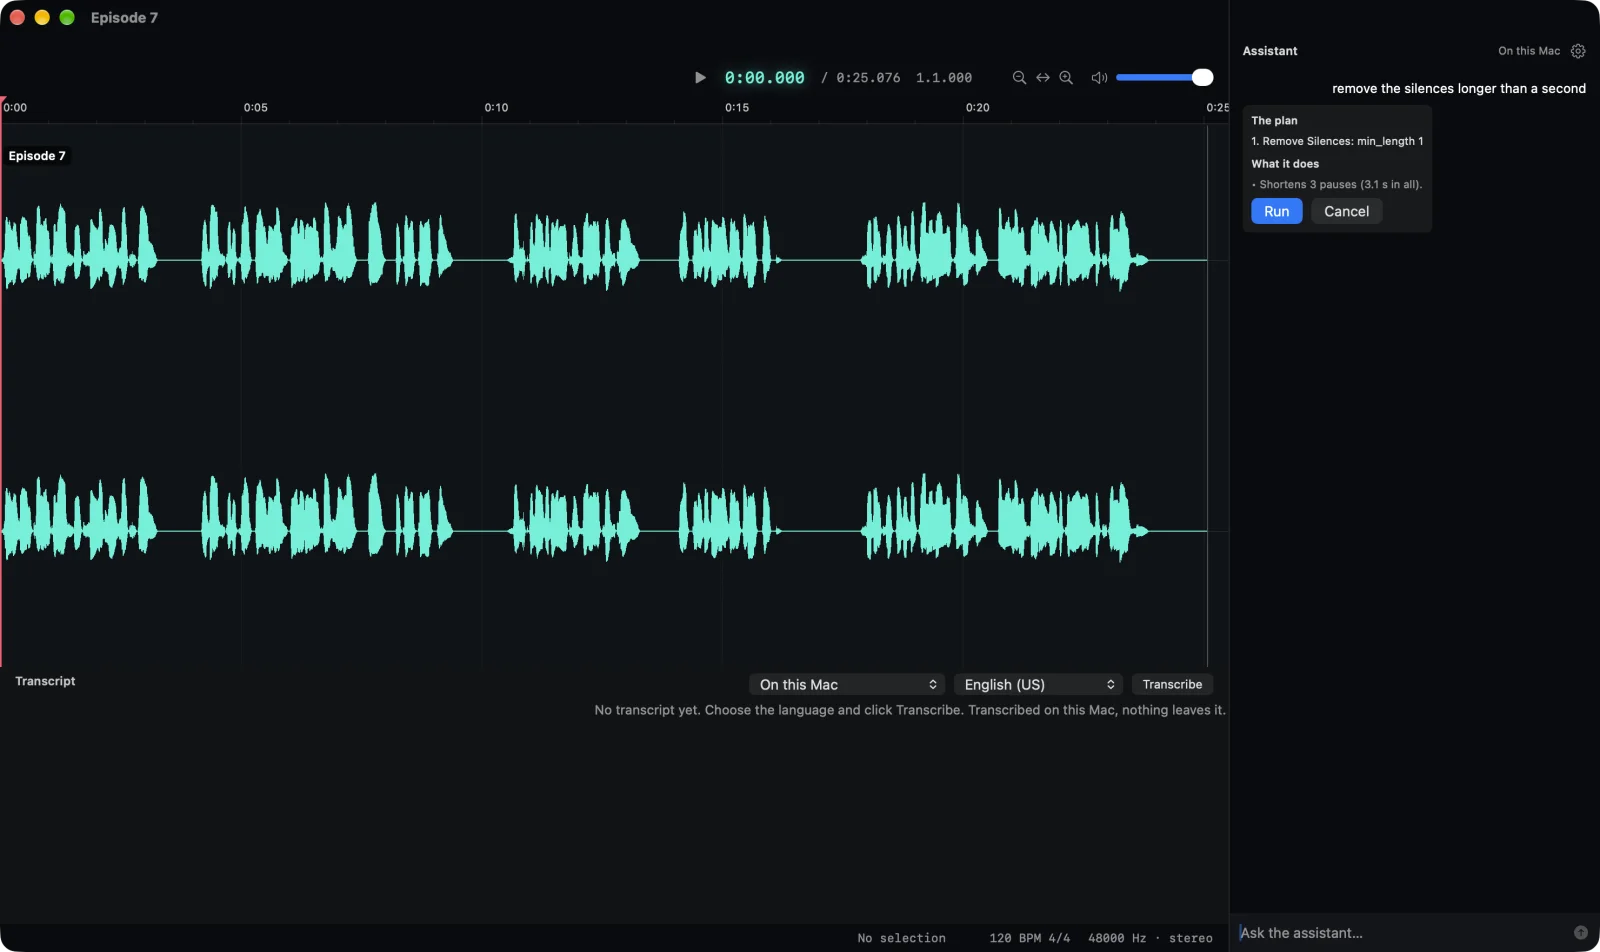 Episode 7
0:00.000 / 0:25.076 1.1.000
0:00 0:05 0:10 0:15 0:20 0:25
Episode 7
Transcript
On this Mac English (US) Transcribe
No transcript yet. Choose the language and click Transcribe. Transcribed on this Mac, nothing leaves it.
No selection 120 BPM 4/4 48000 Hz · stereo
Assistant On this Mac
remove the silences longer than a second
The plan
1. Remove Silences: min_length 1
What it does
• Shortens 3 pauses (3.1 s in all).
Run Cancel
Ask the assistant...